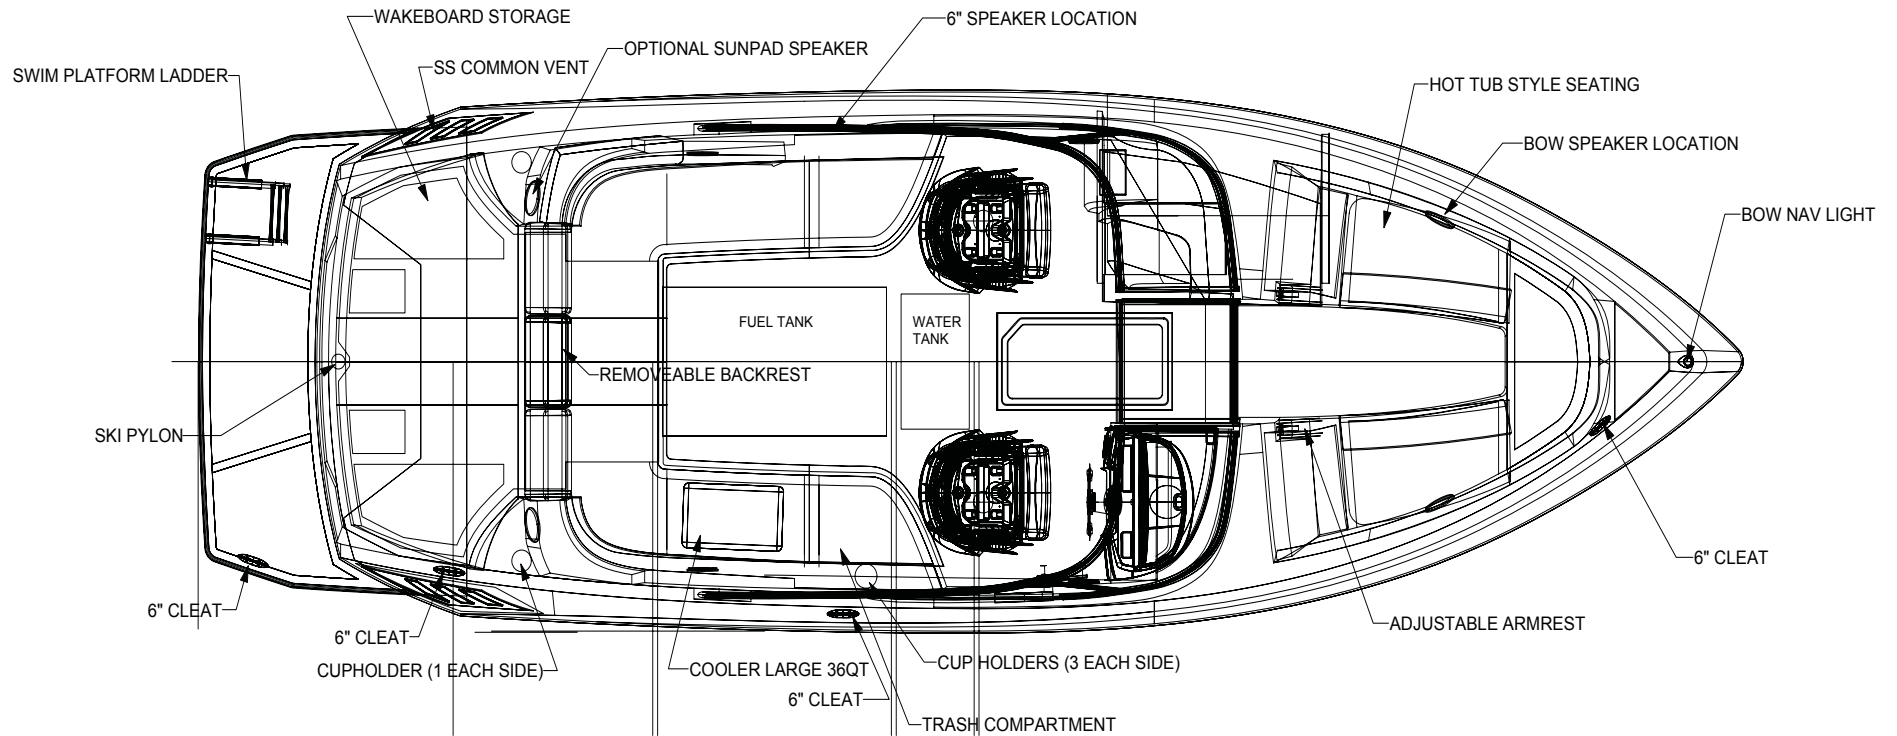 WAKEBOARD STORAGE
6" SPEAKER LOCATION
OPTIONAL SUNPAD SPEAKER
SS COMMON VENT
SWIM PLATFORM LADDER
HOT TUB STYLE SEATING
BOW SPEAKER LOCATION
BOW NAV LIGHT
FUEL TANK
WATER
TANK
REMOVEABLE BACKREST
SKI PYLON
6" CLEAT
6" CLEAT
6" CLEAT
ADJUSTABLE ARMREST
CUPHOLDER (1 EACH SIDE)
COOLER LARGE 36QT
CUP HOLDERS (3 EACH SIDE)
6" CLEAT
TRASH COMPARTMENT